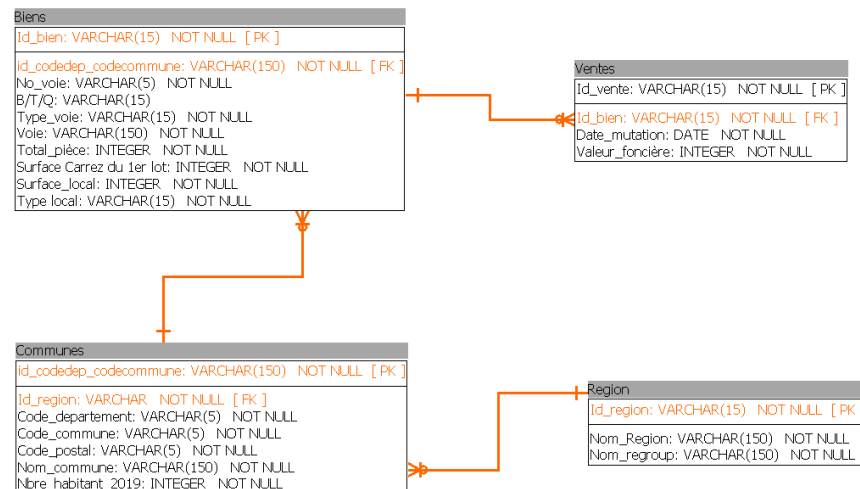 Biens
Id_bien: VARCHAR(15) NOT NULL [ PK ]
id_codedep_codecommune: VARCHAR(150) NOT NULL [ FK ]
No_voie: VARCHAR(5) NOT NULL
B/T/Q: VARCHAR(15)
Type_voie: VARCHAR(15) NOT NULL
Voie: VARCHAR(150) NOT NULL
Total_pièce: INTEGER NOT NULL
Surface Carrez du 1er lot: INTEGER NOT NULL
Surface_local: INTEGER NOT NULL
Type local: VARCHAR(15) NOT NULL
Ventes
Id_vente: VARCHAR(15) NOT NULL [ PK ]
Id_bien: VARCHAR(15) NOT NULL [ FK ]
Date_mutation: DATE NOT NULL
Valeur_foncière: INTEGER NOT NULL
Communes
id_codedep_codecommune: VARCHAR(150) NOT NULL [ PK ]
Id_region: VARCHAR NOT NULL [ FK ]
Code_departement: VARCHAR(5) NOT NULL
Code_commune: VARCHAR(5) NOT NULL
Code_postal: VARCHAR(5) NOT NULL
Nom_commune: VARCHAR(150) NOT NULL
Nbre_habitant_2019: INTEGER NOT NULL
Region
Id_region: VARCHAR(15) NOT NULL [ PK
Nom_Region: VARCHAR(150) NOT NULL
Nom_regroup: VARCHAR(150) NOT NULL